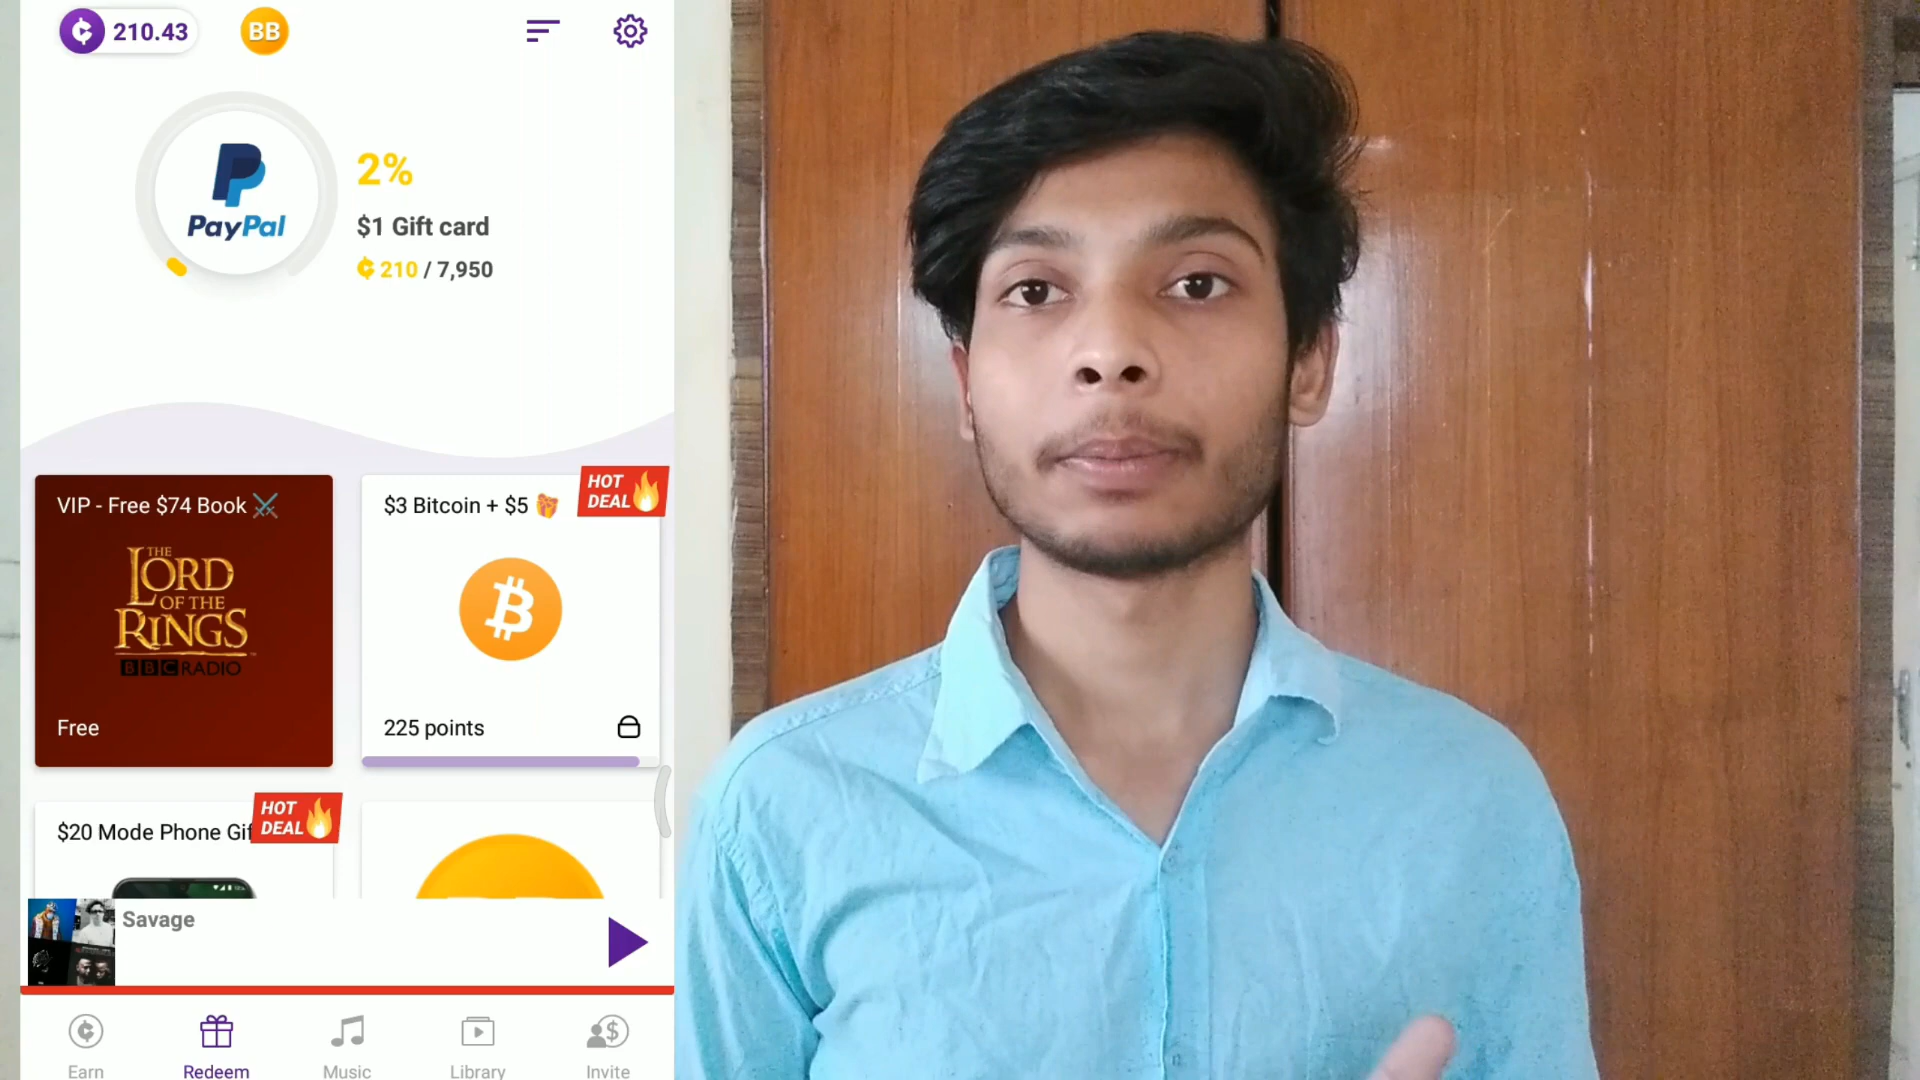 210.43
BB
PayPal
2%
$1 Gift card
210 / 7,950
VIP - Free $74 Book
THE
LORD
OF THE
RINGS
BBC RADIO
Free
$3 Bitcoin + $5
HOT
DEAL
225 points
$20 Mode Phone Gif
HOT
DEAL
Savage
Earn
Redeem
Music
Library
Invite